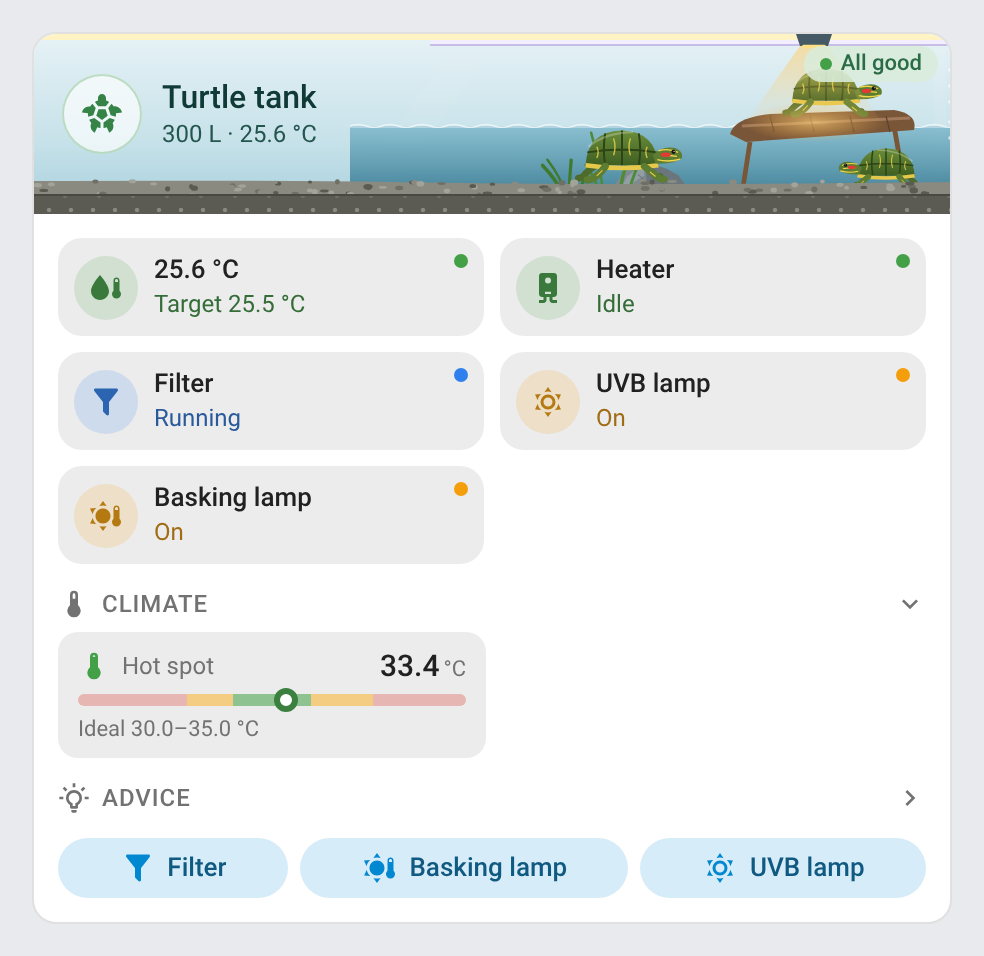 Turtle tank
300 L · 25.6 °C
All good
25.6 °C
Target 25.5 °C
Heater
Idle
Filter
Running
UVB lamp
On
Basking lamp
On
CLIMATE
Hot spot
33.4 °C
Ideal 30.0–35.0 °C
ADVICE
Filter
Basking lamp
UVB lamp